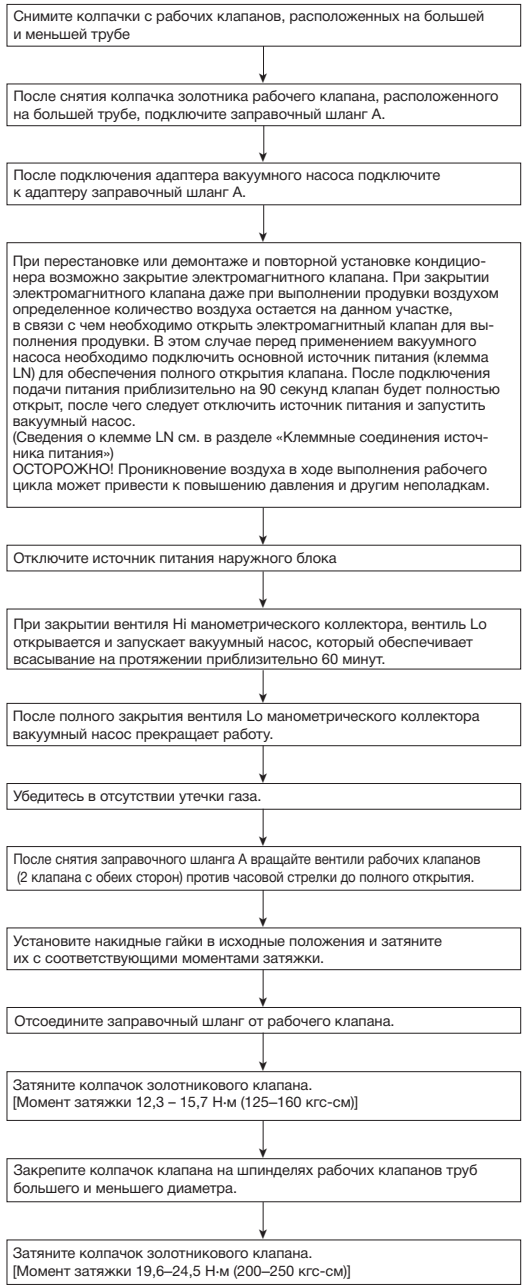 Снимите колпачки с рабочих клапанов, расположенных на большей
и меньшей трубе
После снятия колпачка золотника рабочего клапана, расположенного
на большей трубе, подключите заправочный шланг А.
После подключения адаптера вакуумного насоса подключите
к адаптеру заправочный шланг А.
При перестановке или демонтаже и повторной установке кондицио-
нера возможно закрытие электромагнитного клапана. При закрытии
электромагнитного клапана даже при выполнении продувки воздухом
определенное количество воздуха остается на данном участке,
в связи с чем необходимо открыть электромагнитный клапан для вы-
полнения продувки. В этом случае перед применением вакуумного
насоса необходимо подключить основной источник питания (клемма
LN) для обеспечения полного открытия клапана. После подключения
подачи питания приблизительно на 90 секунд клапан будет полностью
открыт, после чего следует отключить источник питания и запустить
вакуумный насос.
(Сведения о клемме LN см. в разделе «Клеммные соединения источ-
ника питания»)
ОСТОРОЖНО! Проникновение воздуха в ходе выполнения рабочего
цикла может привести к повышению давления и другим неполадкам.
Отключите источник питания наружного блока
При закрытии вентиля Hi манометрического коллектора, вентиль Lo
открывается и запускает вакуумный насос, который обеспечивает
всасывание на протяжении приблизительно 60 минут.
После полного закрытия вентиля Lo манометрического коллектора
вакуумный насос прекращает работу.
Убедитесь в отсутствии утечки газа.
После снятия заправочного шланга А вращайте вентили рабочих клапанов
(2 клапана с обеих сторон) против часовой стрелки до полного открытия.
Установите накидные гайки в исходные положения и затяните
их с соответствующими моментами затяжки.
Отсоедините заправочный шланг от рабочего клапана.
Затяните колпачок золотникового клапана.
[Момент затяжки 12,3 – 15,7 Н·м (125–160 кгс-см)]
Закрепите колпачок клапана на шпинделях рабочих клапанов труб
большего и меньшего диаметра.
Затяните колпачок золотникового клапана.
[Момент затяжки 19,6–24,5 Н·м (200–250 кгс-см)]